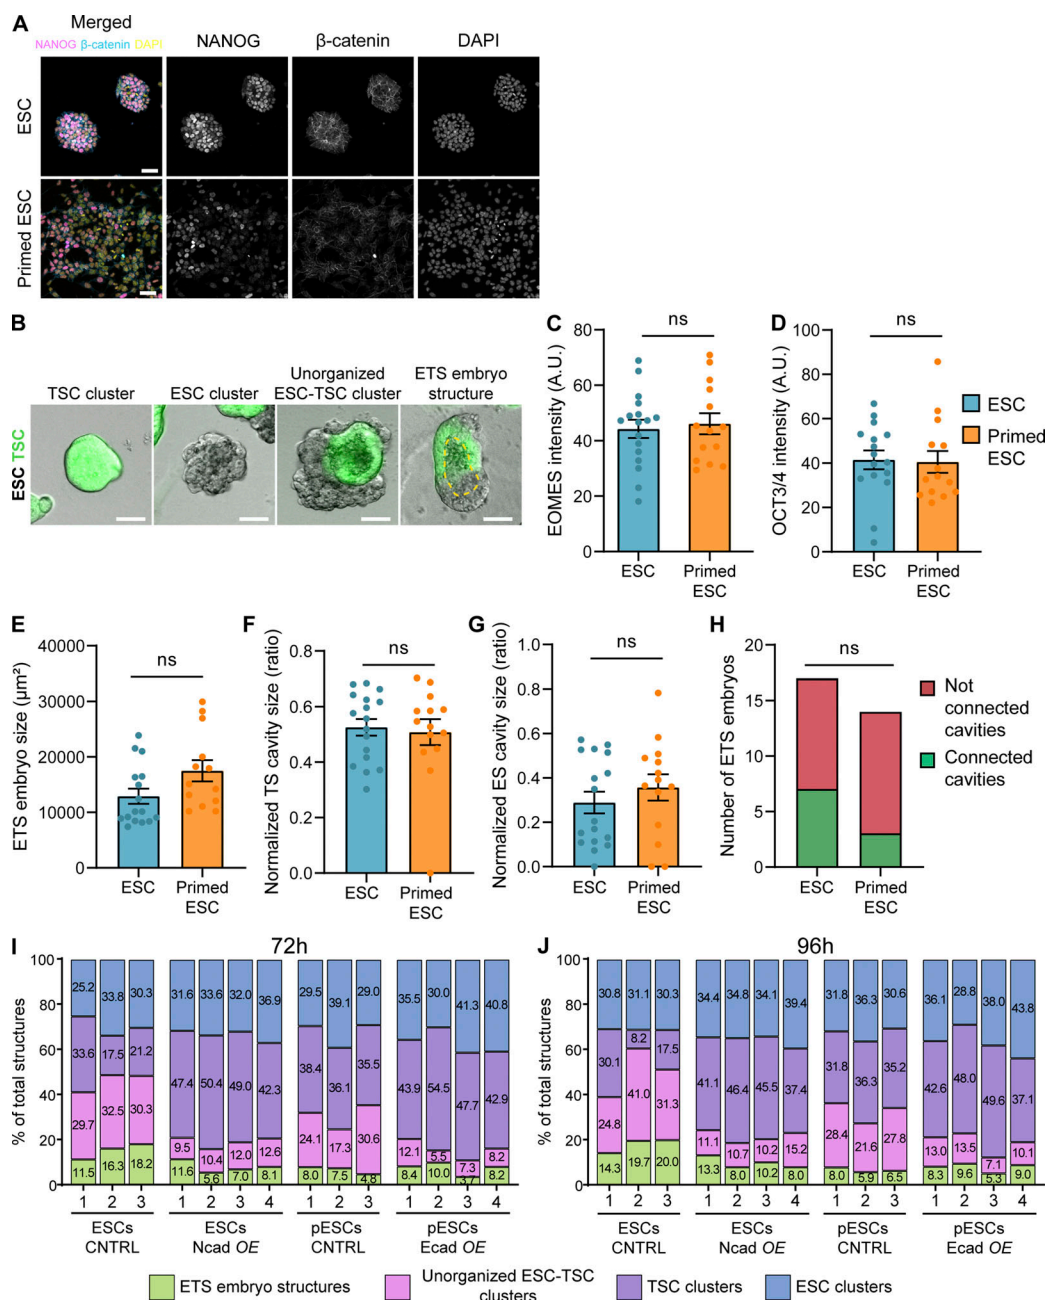 A
Merged
NANOG β-catenin DAPI
NANOG
β-catenin
DAPI
ESC
Primed ESC
B
ESC TSC
TSC cluster
ESC cluster
Unorganized
ESC-TSC cluster
ETS embryo
structure
C
EOMES intensity (A.U.)
80
60
40
20
0
ns
ESC
Primed
ESC
D
OCT3/4 intensity (A.U.)
100
80
60
40
20
0
ns
ESC
Primed
ESC
ESC
Primed
ESC
E
ETS embryo size (µm²)
40000
30000
20000
10000
0
ns
ESC
Primed
ESC
F
Normalized TS cavity size (ratio)
0.8
0.6
0.4
0.2
0.0
ns
ESC
Primed
ESC
G
Normalized ES cavity size (ratio)
1.0
0.8
0.6
0.4
0.2
0.0
ns
ESC
Primed
ESC
H
Number of ETS embryos
20
15
10
5
0
ns
ESC
Primed
ESC
Not
connected
cavities
Connected
cavities
I
72h
% of total structures
100
80
60
40
20
0
25.2 33.8 30.3 31.6 33.6 32.0 36.9 29.5 39.1 29.0 35.5 30.0 41.3 40.8
33.6 17.5 21.2 47.4 50.4 49.0 42.3 38.4 36.1 35.5 43.9 54.5 47.7 42.9
29.7 32.5 30.3 9.5 10.4 12.0 12.6 24.1 17.3 30.6 12.1 5.5 7.3 8.2
11.5 16.3 18.2 11.6 5.6 7.0 8.1 8.0 7.5 4.8 8.4 10.0 3.7 8.2
1 2 3 1 2 3 4 1 2 3 1 2 3 4
ESCs
CNTRL
ESCs
Ncad OE
pESCs
CNTRL
pESCs
Ecad OE
J
96h
% of total structures
100
80
60
40
20
0
30.8 31.1 30.3 34.4 34.8 34.1 39.4 31.8 36.3 30.6 36.1 28.8 38.0 43.8
30.1 8.2 17.5 41.1 46.4 45.5 37.4 36.3 35.2 42.6 48.0 49.6 37.1
24.8 41.0 31.3 11.1 10.7 10.2 15.2 28.4 21.6 27.8 13.0 13.5 7.1 10.1
14.3 19.7 20.0 13.3 8.0 10.2 8.0 8.0 5.9 6.5 8.3 9.6 5.3 9.0
1 2 3 1 2 3 4 1 2 3 1 2 3 4
ESCs
CNTRL
ESCs
Ncad OE
pESCs
CNTRL
pESCs
Ecad OE
ETS embryo structures
Unorganized ESC-TSC
clusters
TSC clusters
ESC clusters